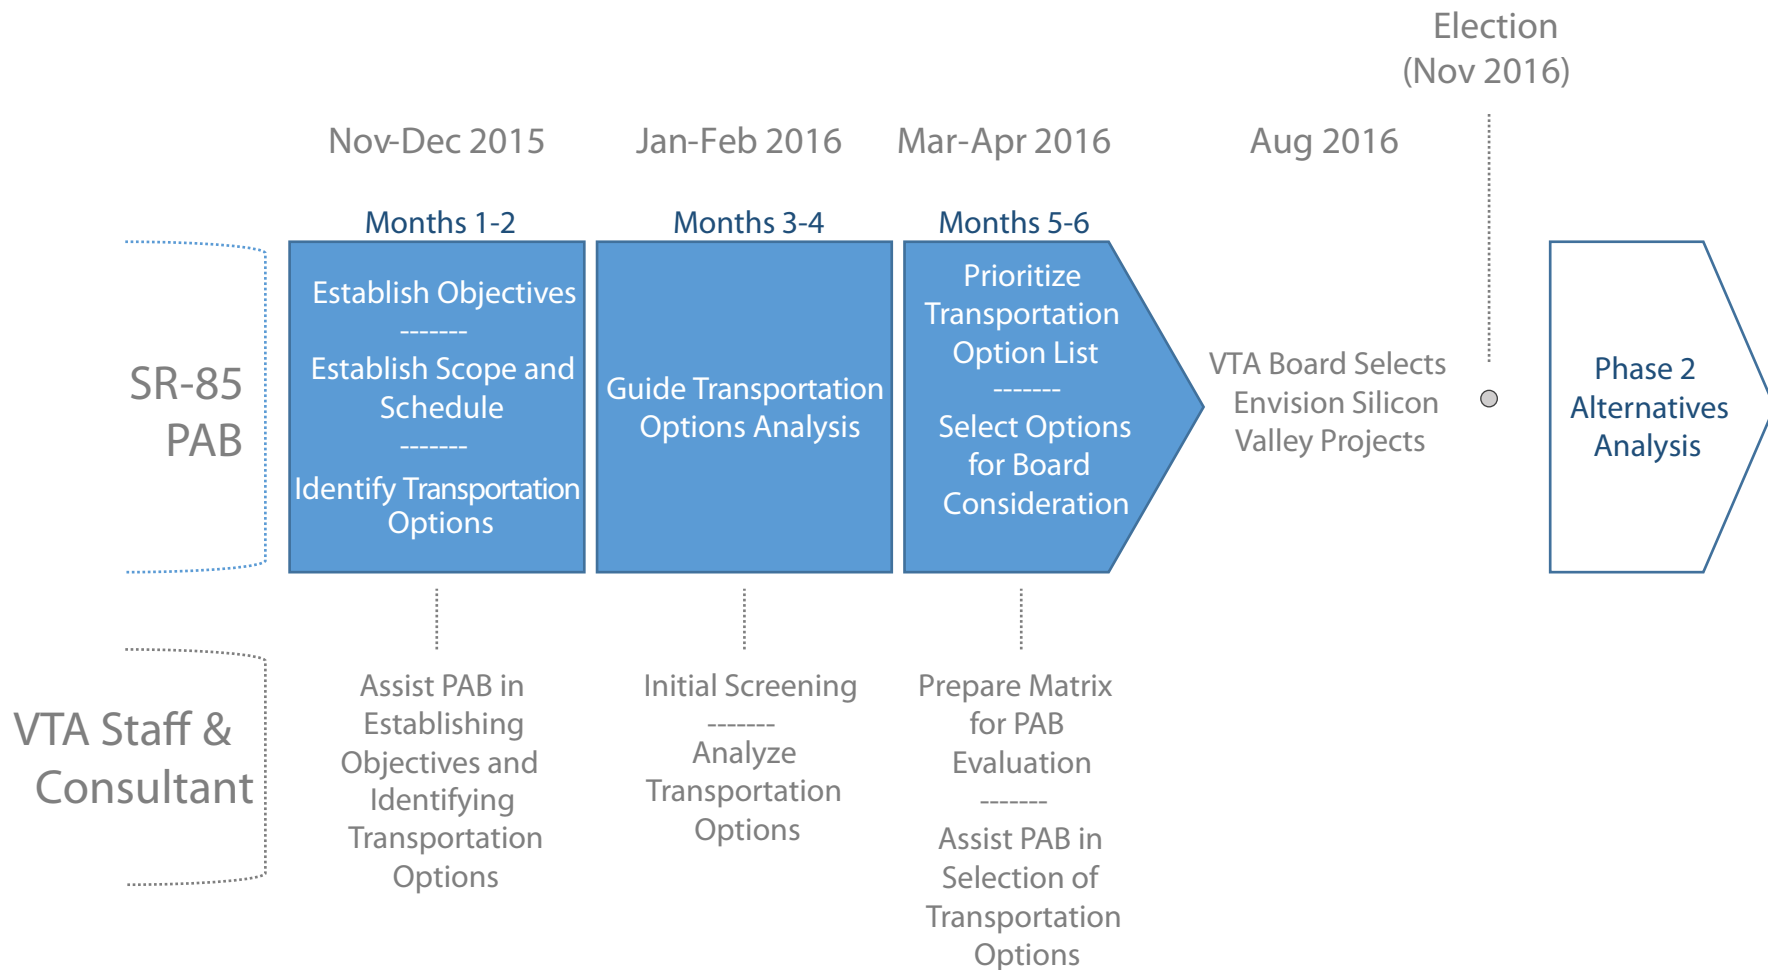 Election
(Nov 2016)
Nov-Dec 2015
Jan-Feb 2016
Mar-Apr 2016
Aug 2016
Months 1-2
Months 3-4
Months 5-6
SR-85
PAB
Establish Objectives
-------
Establish Scope and
Schedule
-------
Identify Transportation
Options
Guide Transportation
Options Analysis
Prioritize
Transportation
Option List
-------
Select Options
for Board
Consideration
VTA Board Selects
Envision Silicon
Valley Projects
Phase 2
Alternatives
Analysis
VTA Staff &
Consultant
Assist PAB in
Establishing
Objectives and
Identifying
Transportation
Options
Initial Screening
-------
Analyze
Transportation
Options
Prepare Matrix
for PAB
Evaluation
-------
Assist PAB in
Selection of
Transportation
Options